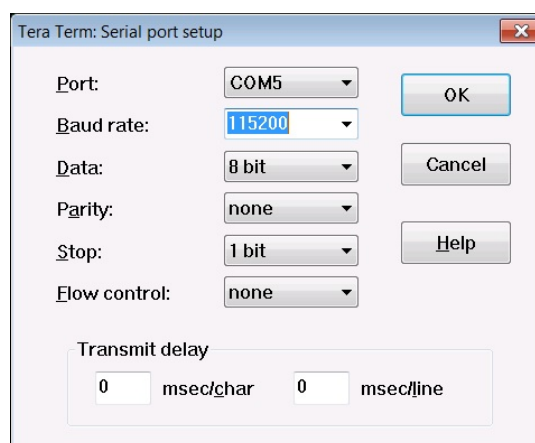 Tera Term: Serial port setup
Port: COM5 OK
Baud rate: 115200
Data: 8 bit Cancel
Parity: none
Stop: 1 bit Help
Flow control: none
Transmit delay
0 msec/char 0 msec/line